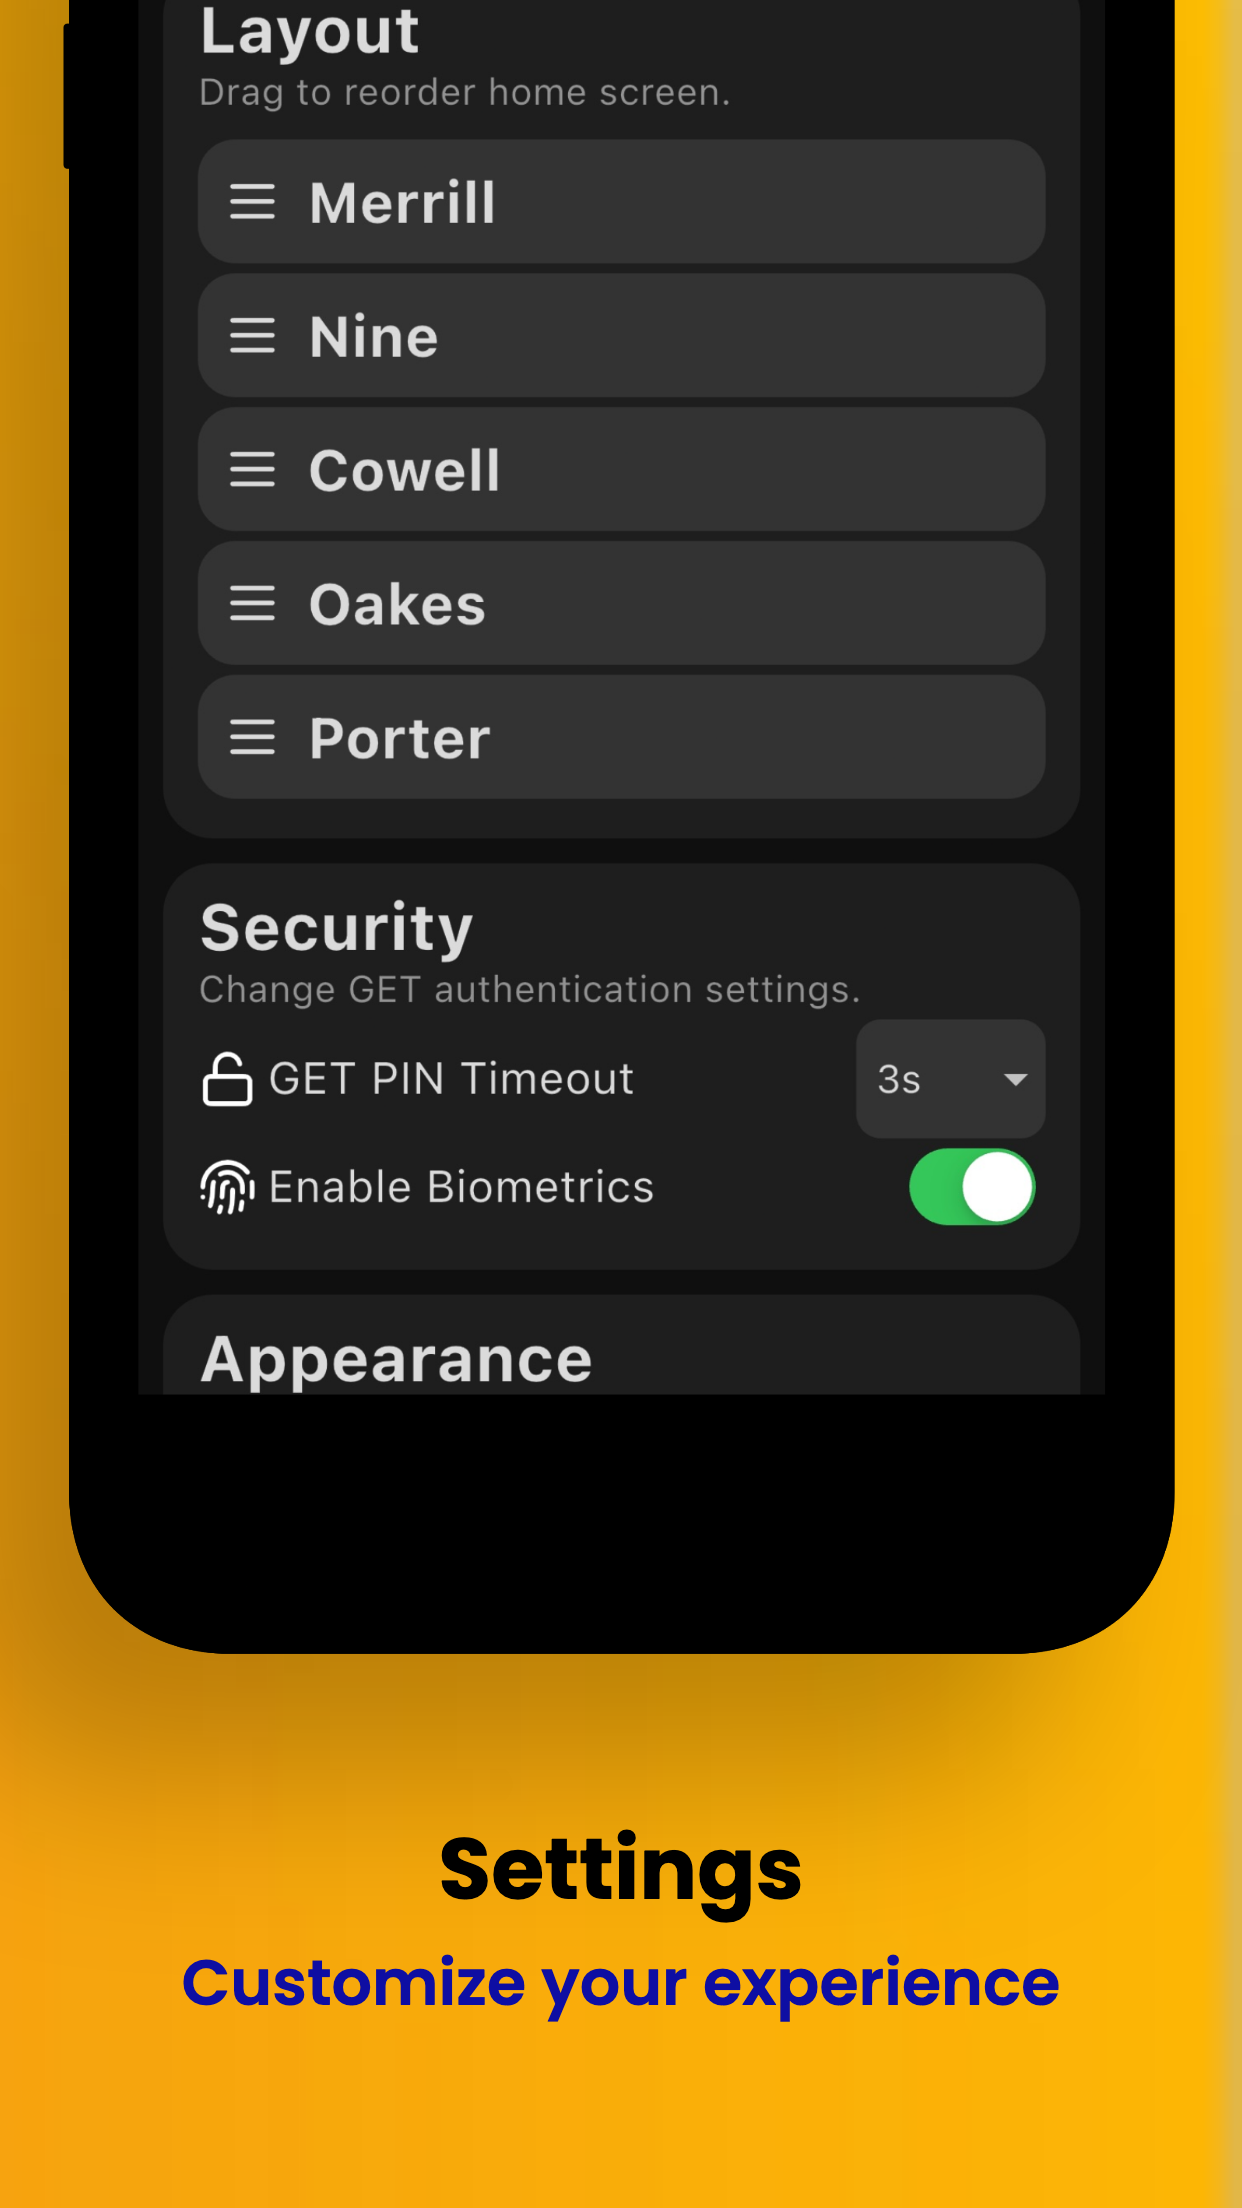 Layout
Drag to reorder home screen.
Merrill
Nine
Cowell
Oakes
Porter
Security
Change GET authentication settings.
GET PIN Timeout
3s
Enable Biometrics
Appearance
Settings
Customize your experience